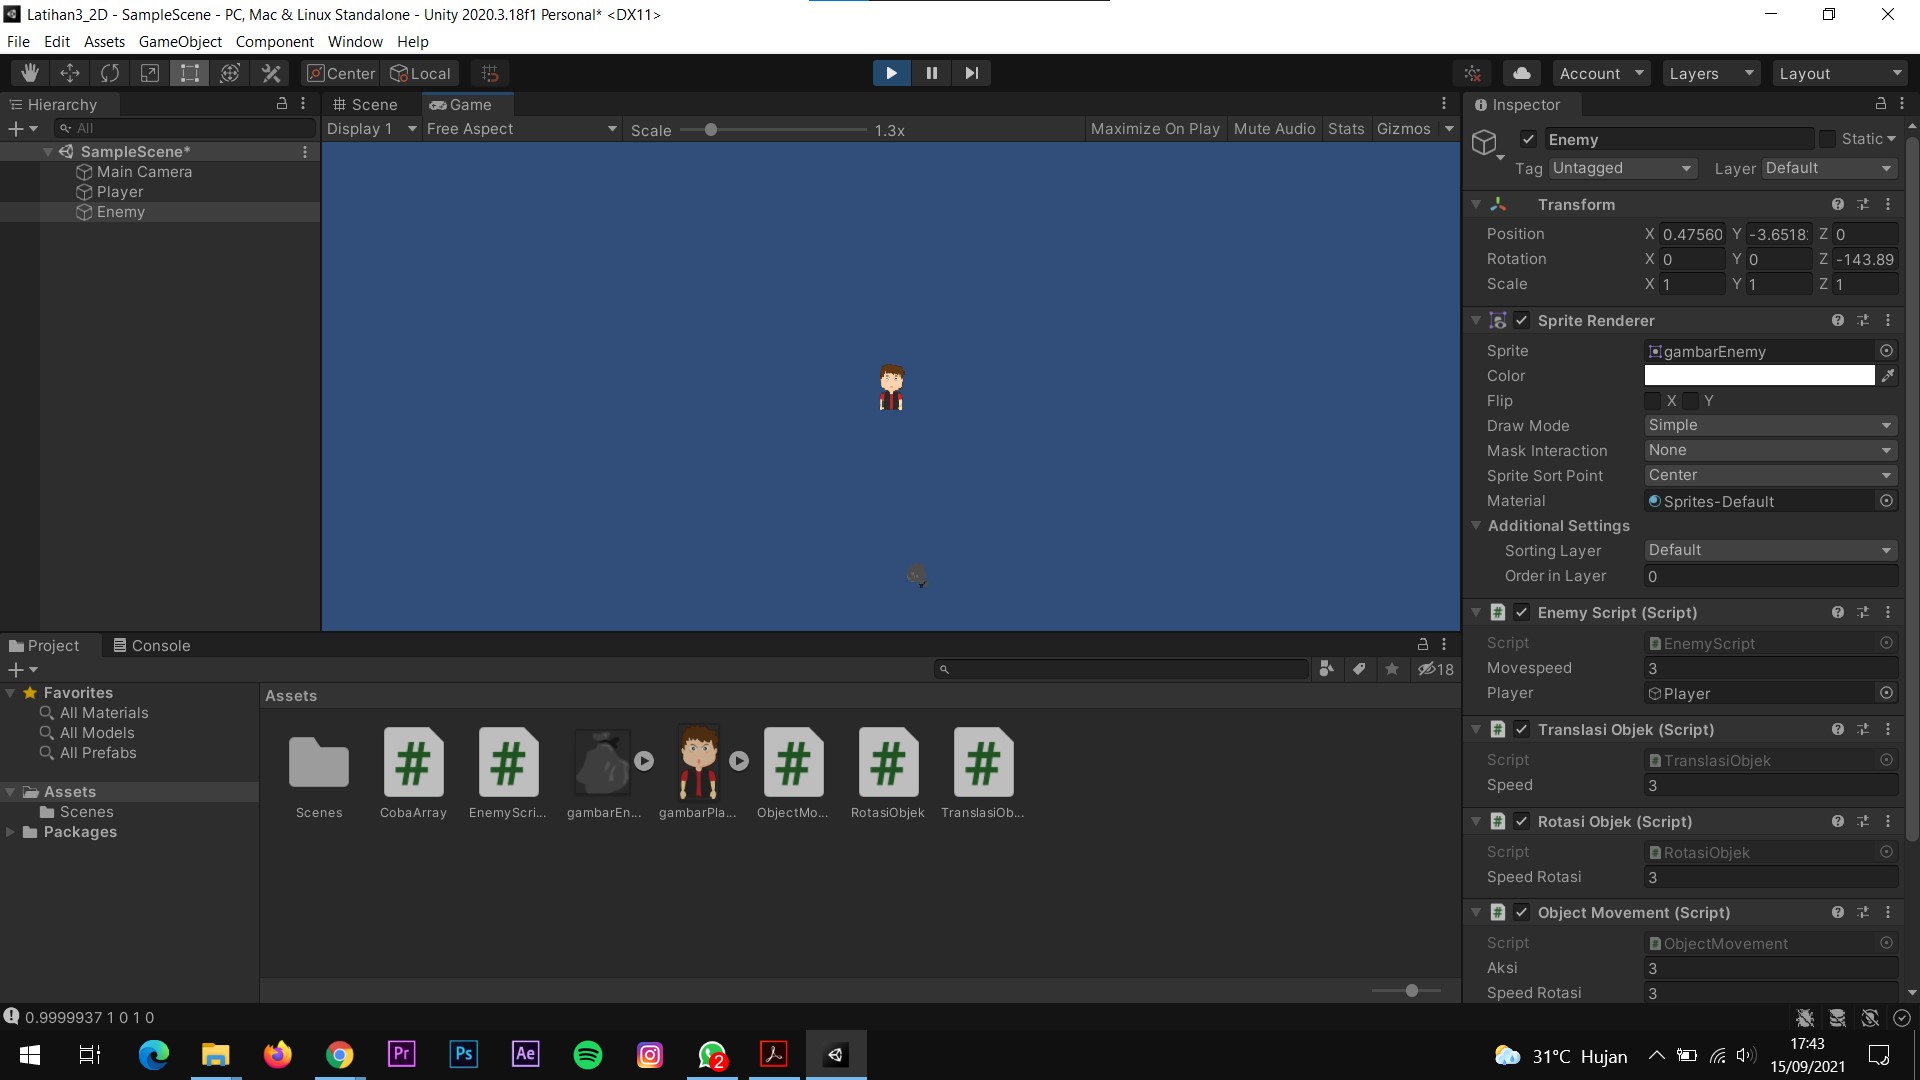 Latihan3_2D - SampleScene - PC, Mac & Linux Standalone - Unity 2020.3.18f1 Personal* <DX11>
File Edit Assets GameObject Component Window Help
Center Local Account Layers Layout
Hierarchy
All
SampleScene*
Main Camera
Player
Enemy
Scene Game
Display 1 Free Aspect Scale 1.3x Maximize On Play Mute Audio Stats Gizmos
Inspector
Enemy Static
Tag Untagged Layer Default
Transform
Position X 0.47560 Y -3.6518 Z 0
Rotation X 0 Y 0 Z -143.89
Scale X 1 Y 1 Z 1
Sprite Renderer
Sprite gambarEnemy
Color
Flip X Y
Draw Mode Simple
Mask Interaction None
Sprite Sort Point Center
Material Sprites-Default
Additional Settings
Sorting Layer Default
Order in Layer 0
# Enemy Script (Script)
Script EnemyScript
Movespeed 3
Player Player
# Translasi Objek (Script)
Script TranslasiObjek
Speed 3
# Rotasi Objek (Script)
Script RotasiObjek
Speed Rotasi 3
# Object Movement (Script)
Script ObjectMovement
Aksi 3
Speed Rotasi 3
Project Console
18
Favorites
All Materials
All Models
All Prefabs
Assets
Scenes
Packages
Assets
# # # # #
Scenes CobaArray EnemyScri... gambarEn... gambarPla... ObjectMo... RotasiObjek TranslasiOb...
0.9999937 1 0 1 0
Pr Ps Ae 2
31°C Hujan
17:43
15/09/2021